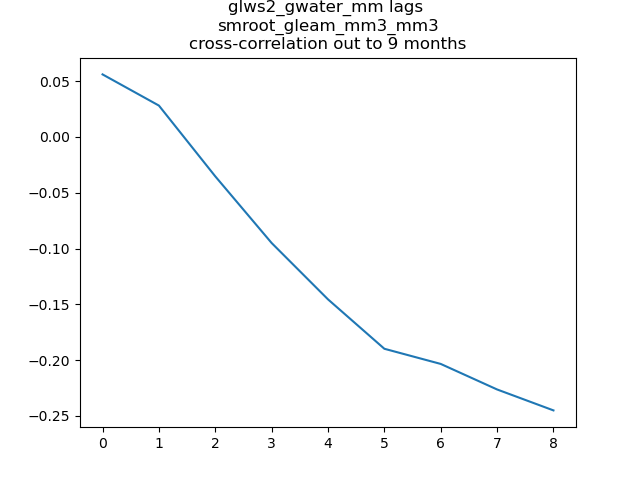 glws2_gwater_mm lags
smroot_gleam_mm3_mm3
cross-correlation out to 9 months
0.05
0.00
−0.05
−0.10
−0.15
−0.20
−0.25
0 1 2 3 4 5 6 7 8